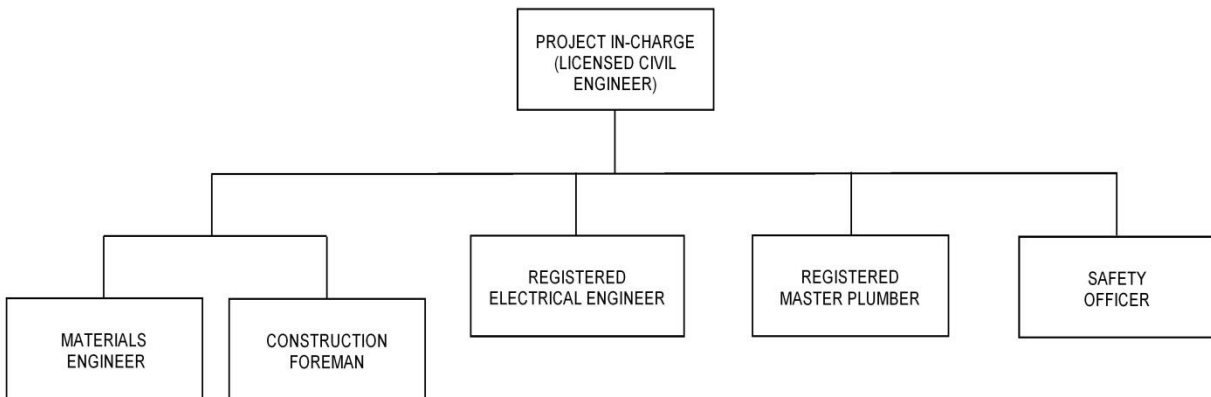 PROJECT IN-CHARGE
(LICENSED CIVIL
ENGINEER)
REGISTERED
ELECTRICAL ENGINEER
REGISTERED
MASTER PLUMBER
SAFETY
OFFICER
MATERIALS
ENGINEER
CONSTRUCTION
FOREMAN